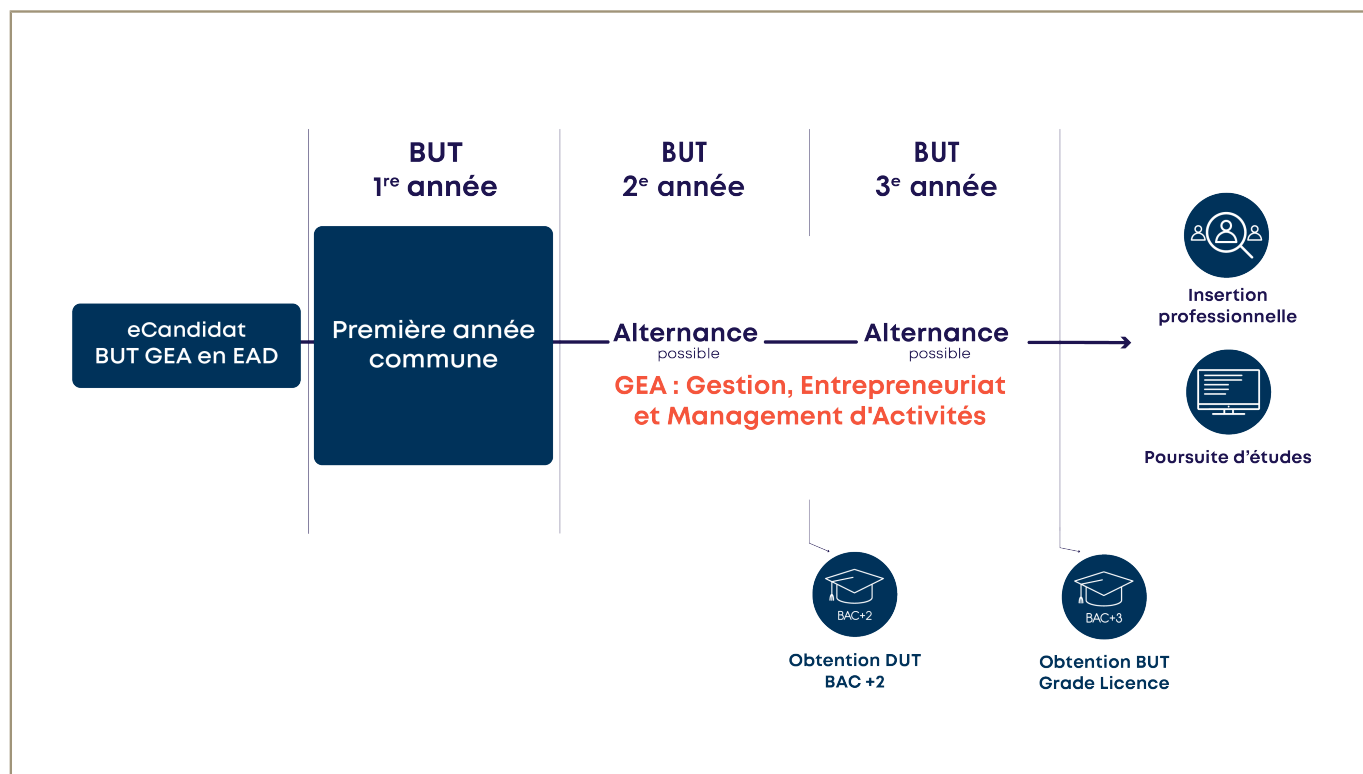 BUT
1re année
BUT
2e année
BUT
3e année
eCandidat
BUT GEA en EAD
Première année
commune
Alternance
possible
Alternance
possible
GEA : Gestion, Entrepreneuriat
et Management d'Activités
Insertion
professionnelle
Poursuite d’études
BAC+2
Obtention DUT
BAC +2
BAC+3
Obtention BUT
Grade Licence